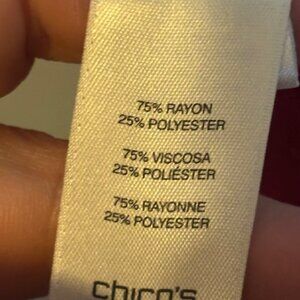 75% RAYON
25% POLYESTER
75% VISCOSA
25% POLIÉSTER
75% RAYONNE
25% POLYESTER
chico's